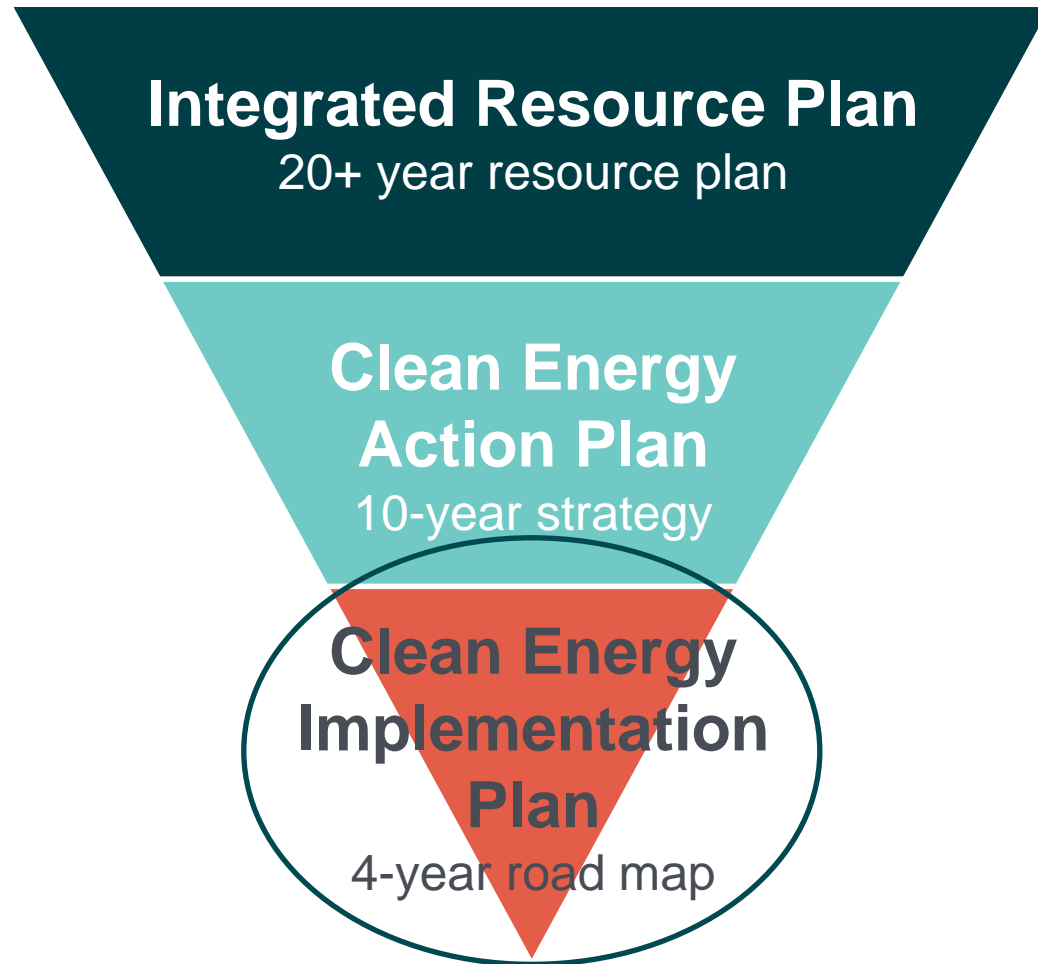 Integrated Resource Plan
20+ year resource plan
Clean Energy
Action Plan
10-year strategy
Clean Energy
Implementation
Plan
4-year road map